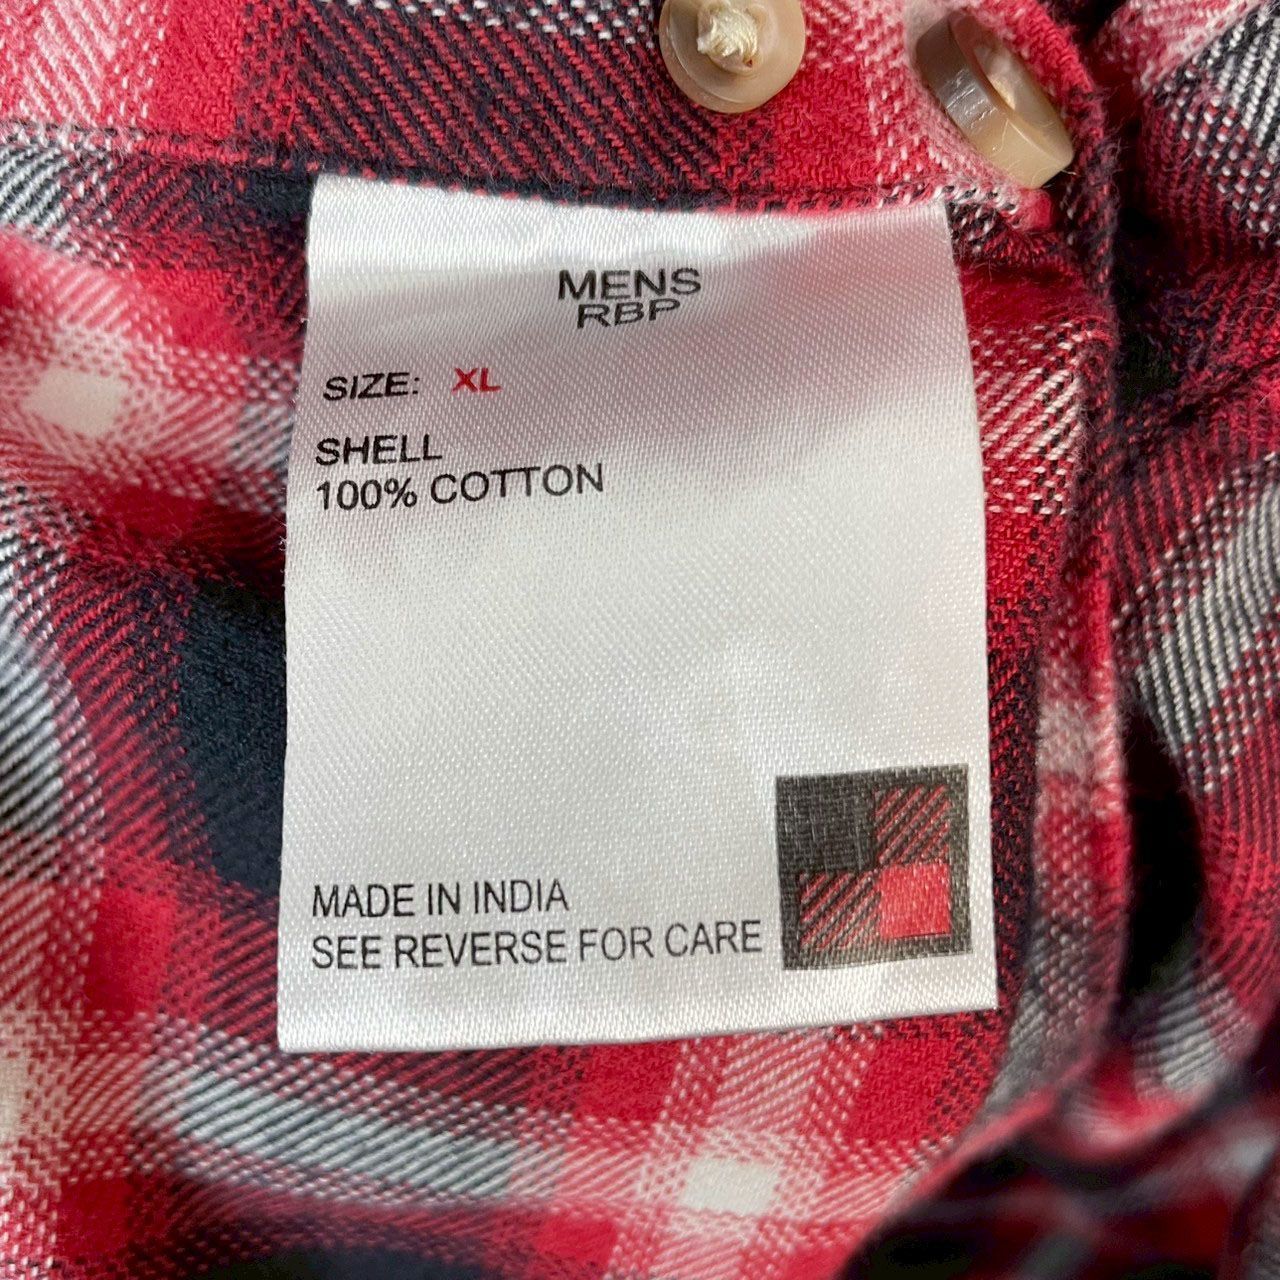 MENS
RBP
SIZE: XL
SHELL
100% COTTON
MADE IN INDIA
SEE REVERSE FOR CARE